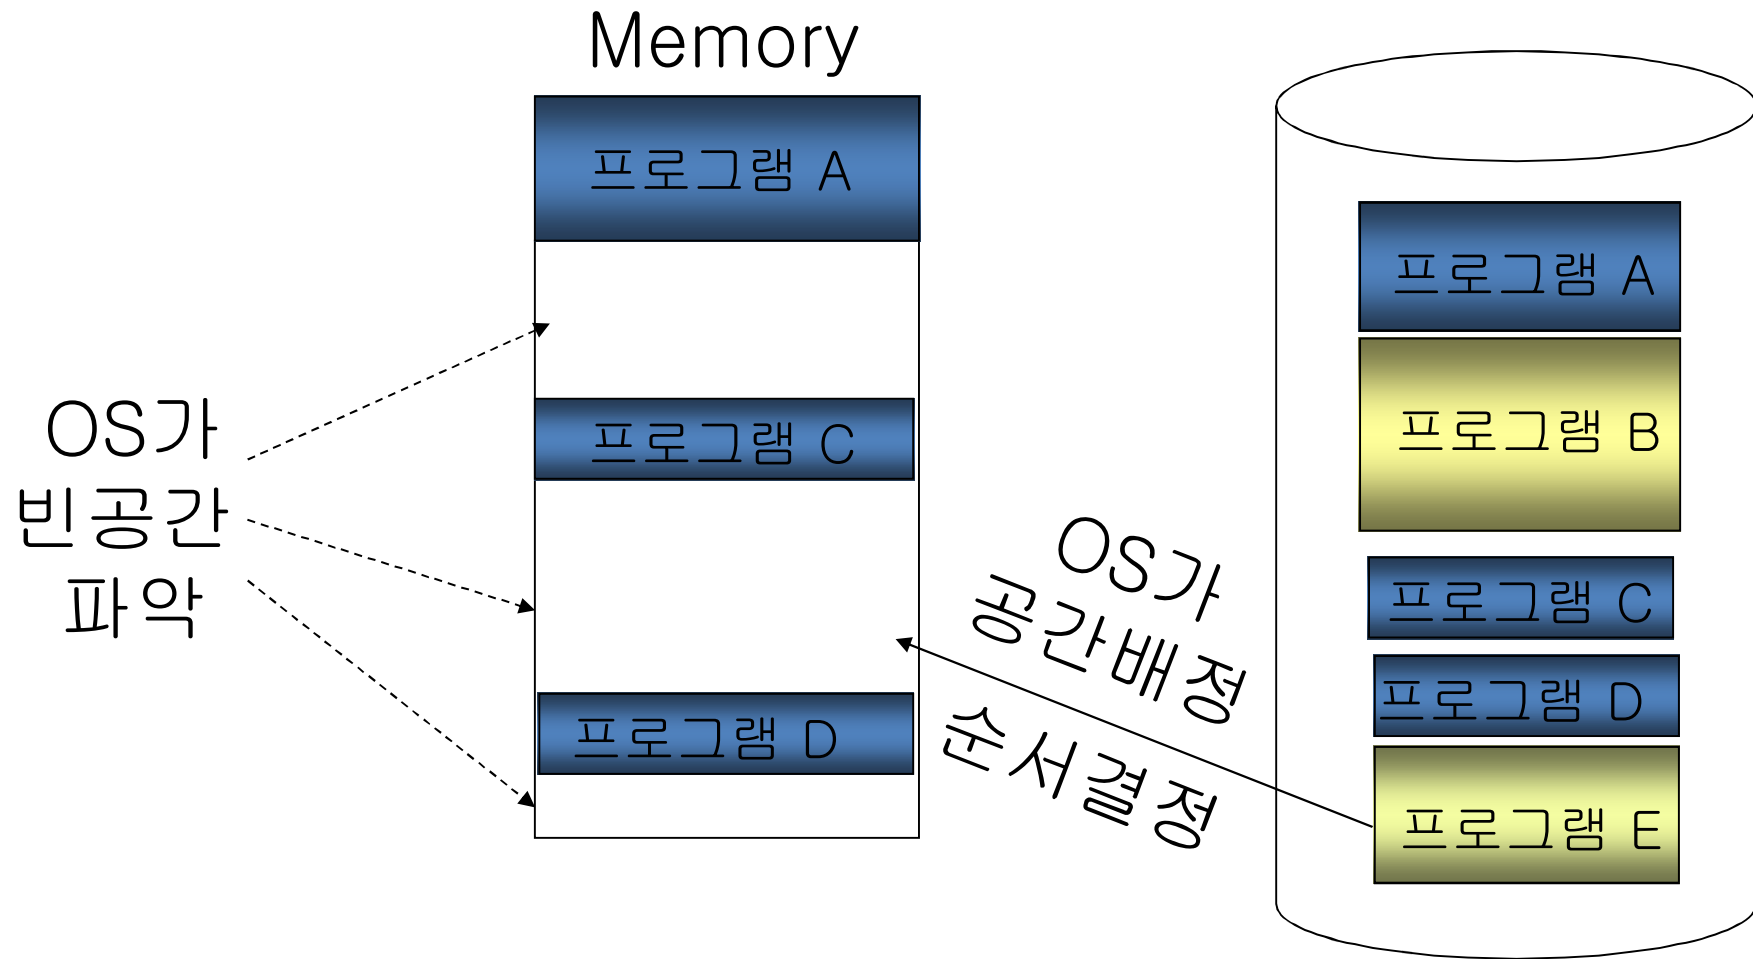 Memory
프로그램 A
프로그램 C
프로그램 D
OS가
빈공간
파악
OS가
공간배정
순서결정
프로그램 A
프로그램 B
프로그램 C
프로그램 D
프로그램 E